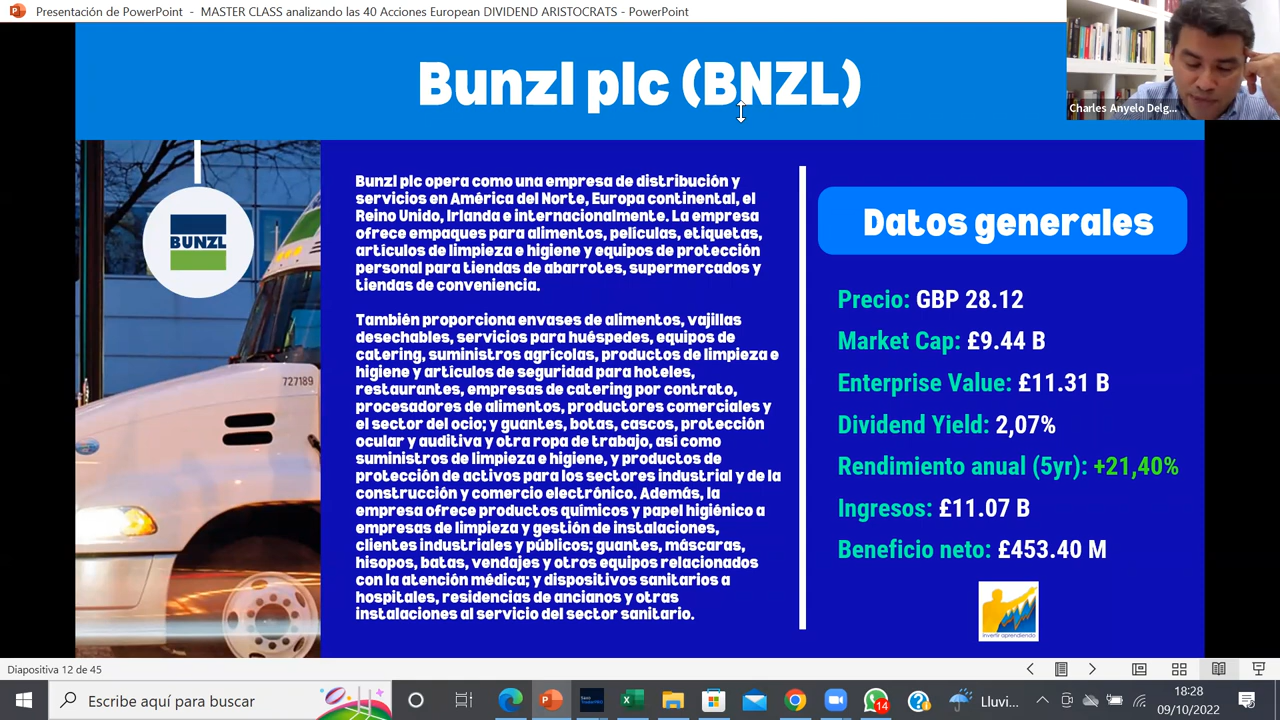 Presentación de PowerPoint - MASTER CLASS analizando las 40 Acciones European DIVIDEND ARISTOCRATS - PowerPoint
Charles Anyelo Delg...
Bunzl plc (BNZL)
BUNZL
727189
Bunzl plc opera como una empresa de distribución y
servicios en América del Norte, Europa continental, el
Reino Unido, Irlanda e internacionalmente. La empresa
ofrece empaques para alimentos, películas, etiquetas,
artículos de limpieza e higiene y equipos de protección
personal para tiendas de abarrotes, supermercados y
tiendas de conveniencia.
También proporciona envases de alimentos, vajillas
desechables, servicios para huéspedes, equipos de
catering, suministros agrícolas, productos de limpieza e
higiene y artículos de seguridad para hoteles,
restaurantes, empresas de catering por contrato,
procesadores de alimentos, productores comerciales y
el sector del ocio; y guantes, botas, cascos, protección
ocular y auditiva y otra ropa de trabajo, así como
suministros de limpieza e higiene, y productos de
protección de activos para los sectores industrial y de la
construcción y comercio electrónico. Además, la
empresa ofrece productos químicos y papel higiénico a
empresas de limpieza y gestión de instalaciones,
clientes industriales y públicos; guantes, máscaras,
hisopos, batas, vendajes y otros equipos relacionados
con la atención médica; y dispositivos sanitarios a
hospitales, residencias de ancianos y otras
instalaciones al servicio del sector sanitario.
Datos generales
Precio: GBP 28.12
Market Cap: £9.44 B
Enterprise Value: £11.31 B
Dividend Yield: 2,07%
Rendimiento anual (5yr): +21,40%
Ingresos: £11.07 B
Beneficio neto: £453.40 M
invertir aprendiendo
Diapositiva 12 de 45
Escribe aquí para buscar
14
Lluvi...
18:28
09/10/2022